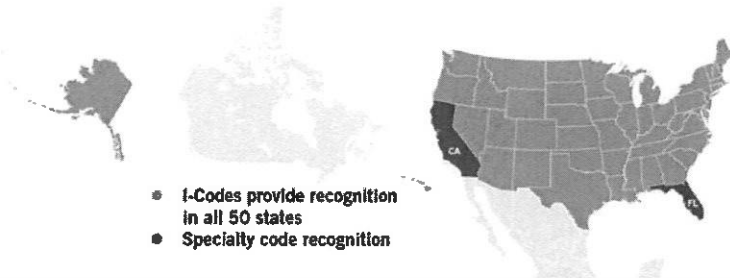 CA
I-Codes provide recognition
in all 50 states
Specialty code recognition
FL